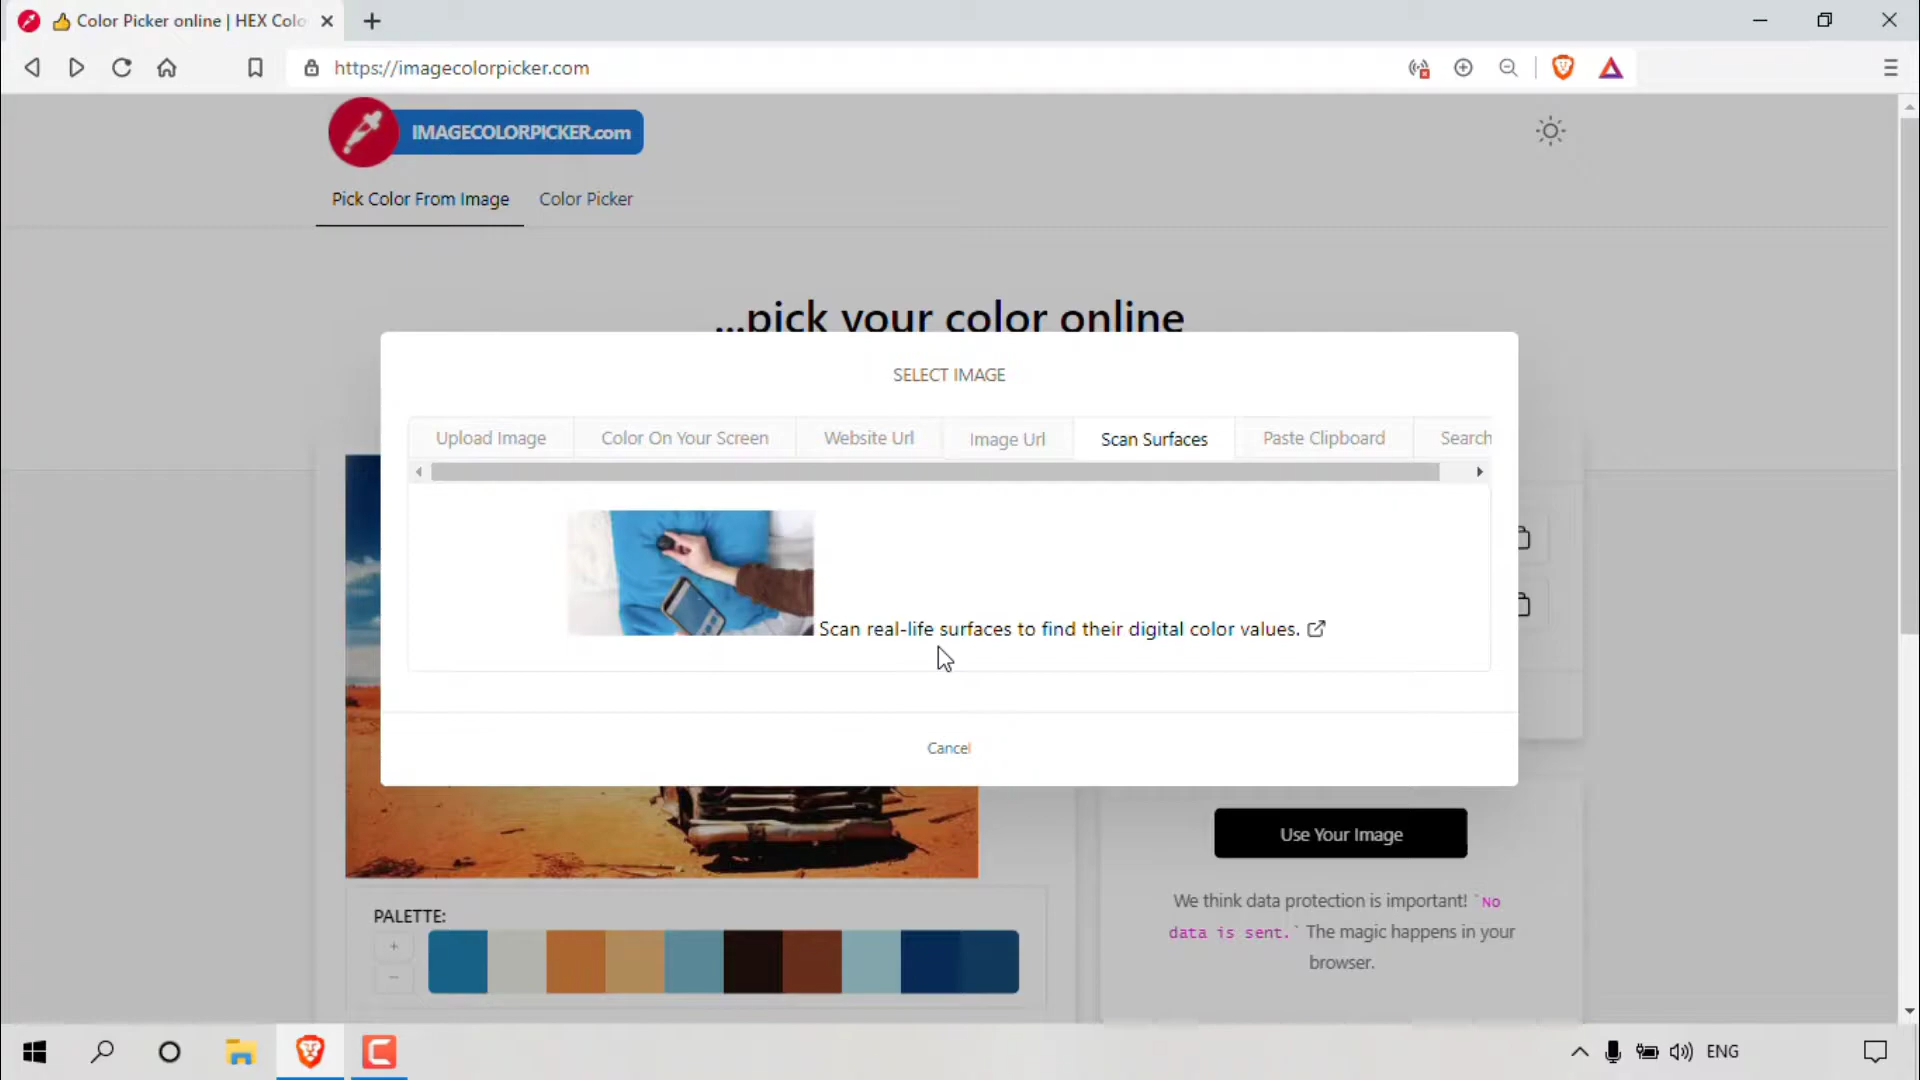 👍 Color Picker online | HEX Colo
https://imagecolorpicker.com
IMAGECOLORPICKER.com
Pick Color From Image Color Picker
...pick your color online
SELECT IMAGE
Upload Image Color On Your Screen Website Url Image Url Scan Surfaces Paste Clipboard Search
Scan real-life surfaces to find their digital color values.
Cancel
Use Your Image
We think data protection is important! `No
data is sent.` The magic happens in your
browser.
PALETTE:
+
−
ENG